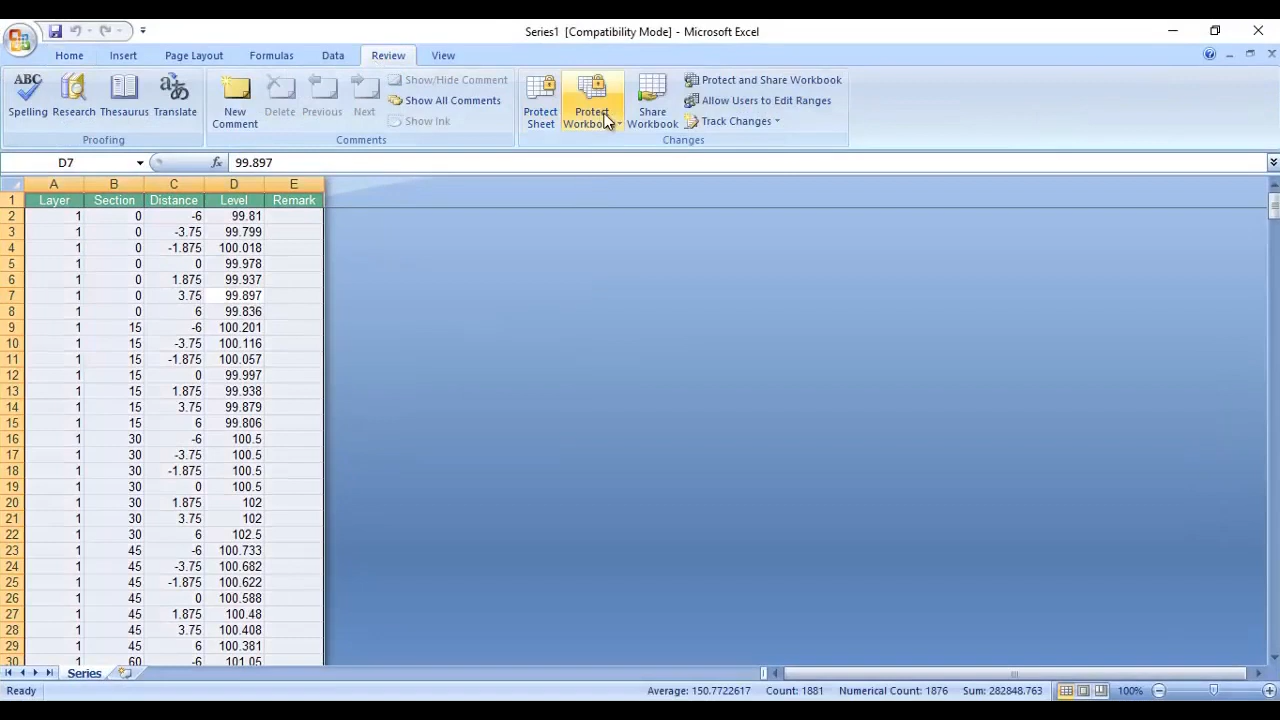 Series1 [Compatibility Mode] - Microsoft Excel
Home Insert Page Layout Formulas Data Review View
ABC
Spelling Research Thesaurus Translate
Proofing
New Comment Delete Previous Next
Show/Hide Comment
Show All Comments
Show Ink
Comments
Protect Sheet Protect Workbook Share Workbook
Protect and Share Workbook
Allow Users to Edit Ranges
Track Changes
Changes
D7 fx 99.897
A B C D E
1 Layer Section Distance Level Remark
2 1 0 -6 99.81
3 1 0 -3.75 99.799
4 1 0 -1.875 100.018
5 1 0 0 99.978
6 1 0 1.875 99.937
7 1 0 3.75 99.897
8 1 0 6 99.836
9 1 15 -6 100.201
10 1 15 -3.75 100.116
11 1 15 -1.875 100.057
12 1 15 0 99.997
13 1 15 1.875 99.938
14 1 15 3.75 99.879
15 1 15 6 99.806
16 1 30 -6 100.5
17 1 30 -3.75 100.5
18 1 30 -1.875 100.5
19 1 30 0 100.5
20 1 30 1.875 102
21 1 30 3.75 102
22 1 30 6 102.5
23 1 45 -6 100.733
24 1 45 -3.75 100.682
25 1 45 -1.875 100.622
26 1 45 0 100.588
27 1 45 1.875 100.48
28 1 45 3.75 100.408
29 1 45 6 100.381
30 1 60 -6 101.05
Series
Ready Average: 150.7722617 Count: 1881 Numerical Count: 1876 Sum: 282848.763 100%